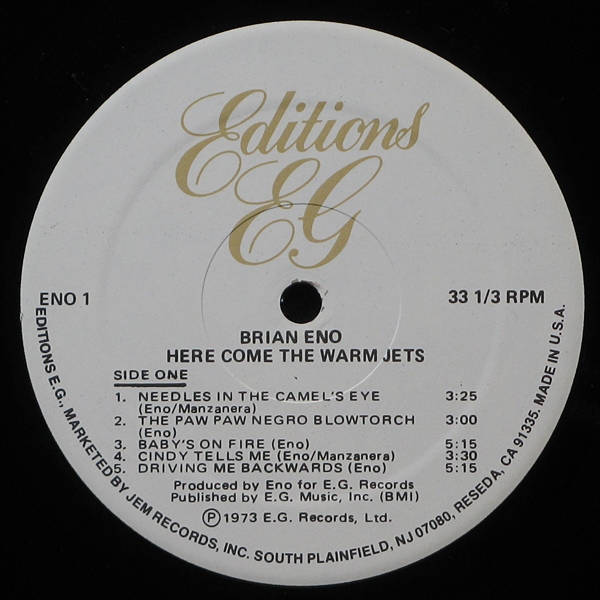 Editions
EG
ENO 1
33 1/3 RPM
BRIAN ENO
HERE COME THE WARM JETS
SIDE ONE
1. NEEDLES IN THE CAMEL'S EYE 3:25
(Eno/Manzanera)
2. THE PAW PAW NEGRO BLOWTORCH 3:00
(Eno)
3. BABY'S ON FIRE (Eno) 5:15
4. CINDY TELLS ME (Eno/Manzanera) 3:30
5. DRIVING ME BACKWARDS (Eno) 5:15
Produced by Eno for E.G. Records
Published by E.G. Music, Inc. (BMI)
Ⓟ 1973 E.G. Records, Ltd.
EDITIONS E.G., MARKETED BY JEM RECORDS, INC. SOUTH PLAINFIELD, NJ 07080, RESEDA, CA 91335. MADE IN U.S.A.